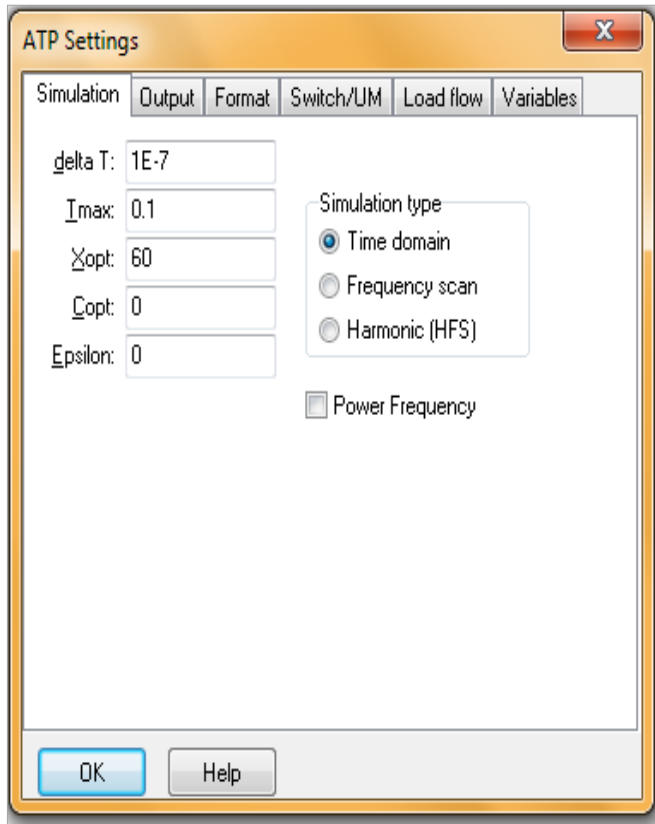 ATP Settings
X
Simulation Output Format Switch/UM Load flow Variables
delta T: 1E-7
Tmax: 0.1
Xopt: 60
Copt: 0
Epsilon: 0
Simulation type
Time domain
Frequency scan
Harmonic (HFS)
Power Frequency
OK Help